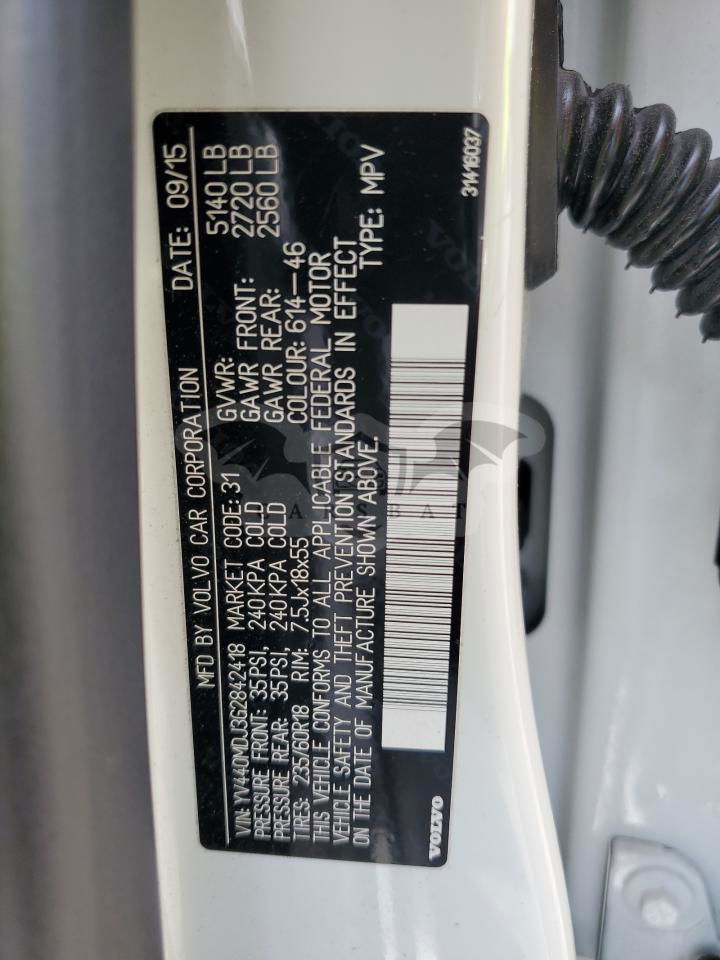 MFD BY VOLVO CAR CORPORATION DATE: 09/15
VIN: YV440MDJ3G2842418 MARKET CODE: 31 GVWR: 5140 LB
PRESSURE FRONT: 35PSI, 240KPA COLD GAWR FRONT: 2720 LB
PRESSURE REAR: 35PSI, 240KPA COLD GAWR REAR: 2560 LB
TIRES: 235/60R18 RIM: 7.5Jx18x55 COLOUR: 614-46
THIS VEHICLE CONFORMS TO ALL APPLICABLE FEDERAL MOTOR
VEHICLE SAFETY AND THEFT PREVENTION STANDARDS IN EFFECT
ON THE DATE OF MANUFACTURE SHOWN ABOVE. TYPE: MPV
VOLVO
31416037
CARSBAT